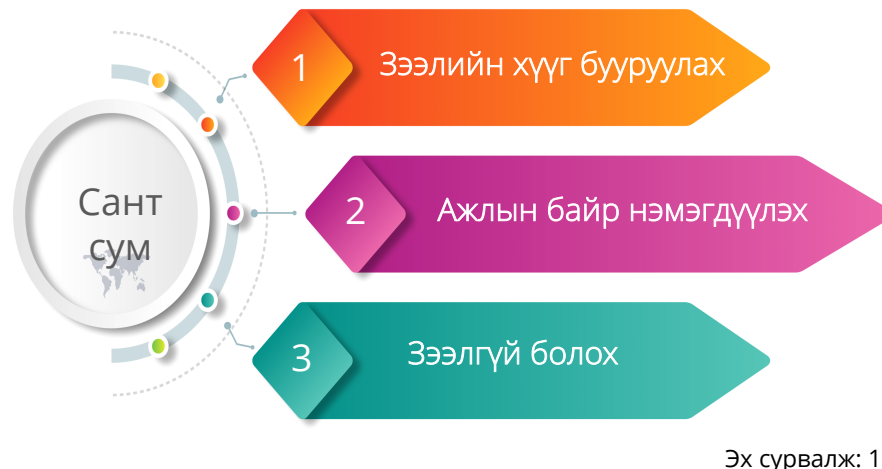 Сант
сум
1
Зээлийн хүүг бууруулах
2
Ажлын байр нэмэгдүүлэх
3
Зээлгүй болох
Эх сурвалж: 1